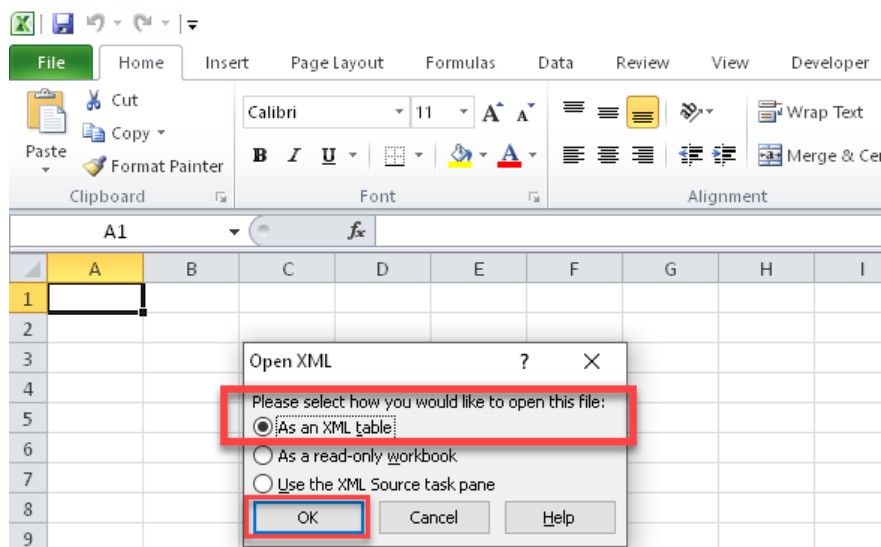 File Home Insert Page Layout Formulas Data Review View Developer
Cut
Copy
Paste
Format Painter
Clipboard
Calibri 11 A A
B I U A
Font
Wrap Text
Merge & Cer
Alignment
A1 fx
A B C D E F G H I
1
2
3
4
5
6
7
8
9
Open XML ? X
Please select how you would like to open this file:
As an XML table
As a read-only workbook
Use the XML Source task pane
OK Cancel Help